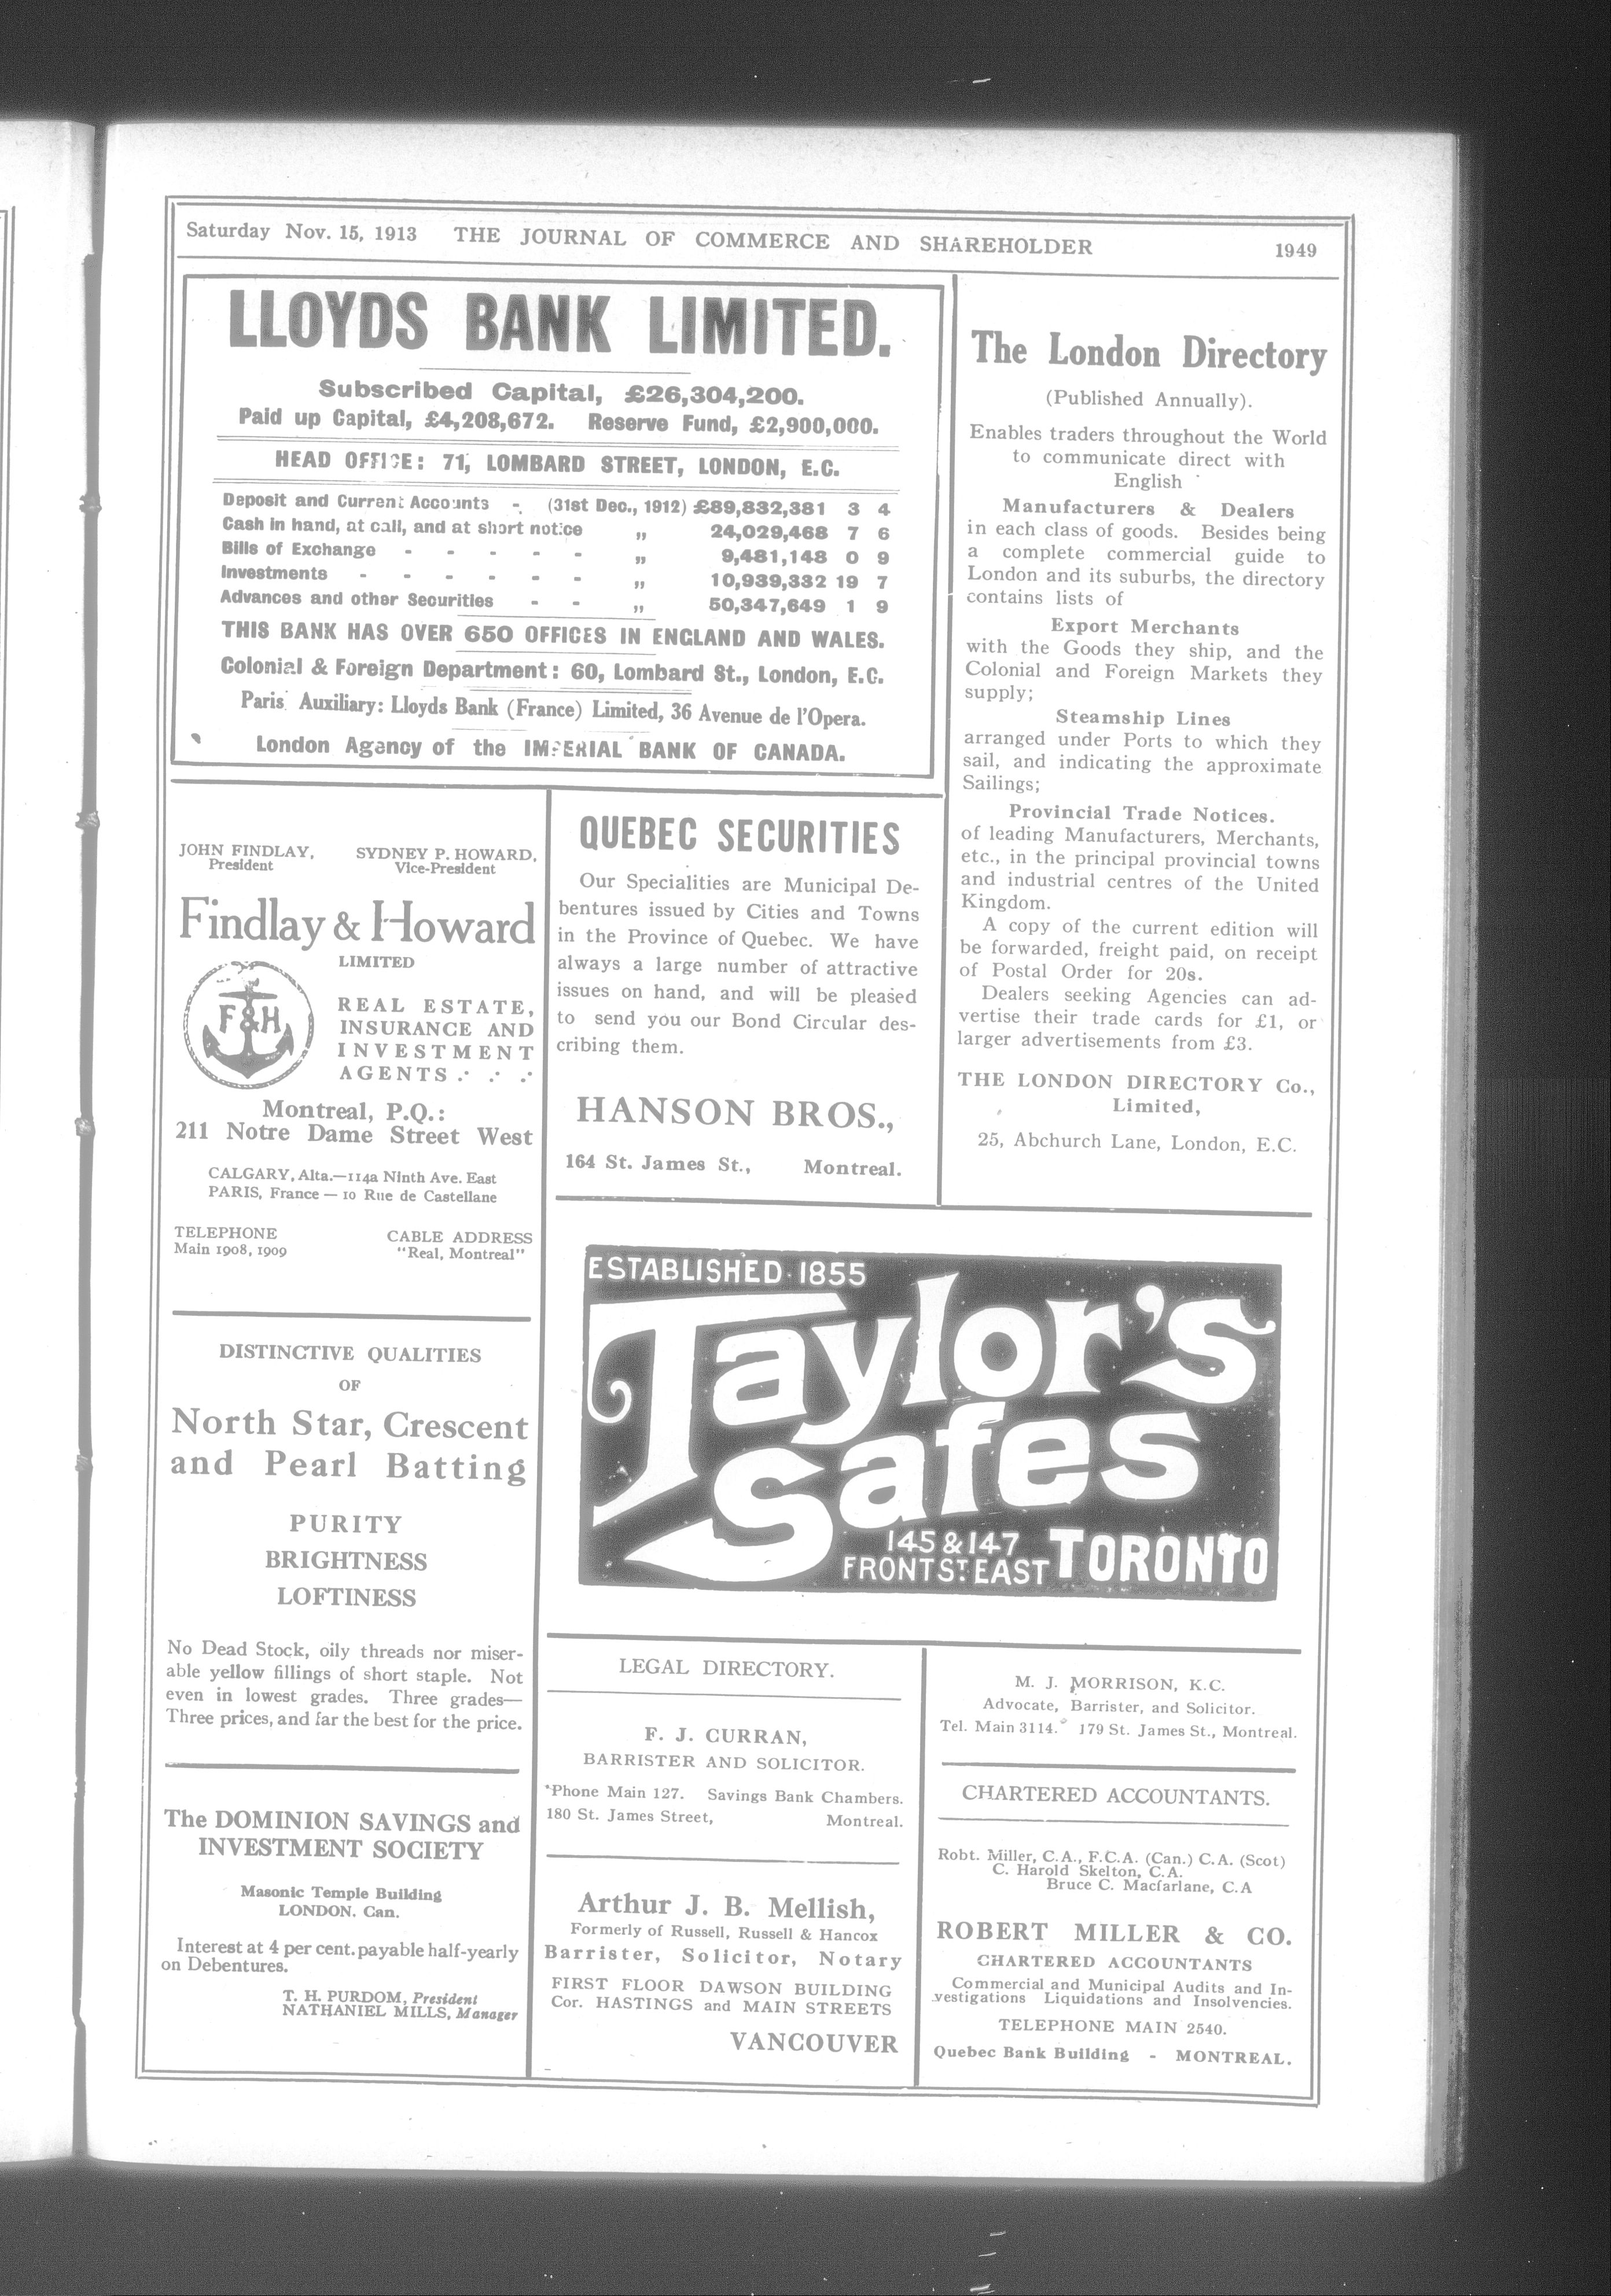 Saturday Nov. 15, 1913 THE JOURNAL OF COMMERCE AND SHAREHOLDER 1949
LLOYDS BANK LIMITED.
Subscribed Capital, £26,304,200.
Paid up Capital, £4,208,672. Reserve Fund, £2,900,000.
HEAD OFFICE: 71, LOMBARD STREET, LONDON, E.C.
Deposit and Current Accounts - (31st Dec., 1912) £89,832,381 3 4
Cash in hand, at call, and at short notice „ 24,029,468 7 6
Bills of Exchange - - - - - „ 9,481,148 0 9
Investments - - - - - - „ 10,939,332 19 7
Advances and other Securities - - „ 50,347,649 1 9
THIS BANK HAS OVER 650 OFFICES IN ENGLAND AND WALES.
Colonial & Foreign Department: 60, Lombard St., London, E.C.
Paris Auxiliary: Lloyds Bank (France) Limited, 36 Avenue de l'Opera.
London Agency of the IMPERIAL BANK OF CANADA.
JOHN FINDLAY, SYDNEY P. HOWARD,
President Vice-President
Findlay & Howard
LIMITED
F&H
REAL ESTATE,
INSURANCE AND
INVESTMENT
AGENTS
Montreal, P.Q.:
211 Notre Dame Street West
CALGARY, Alta.—114a Ninth Ave. East
PARIS, France — 10 Rue de Castellane
TELEPHONE CABLE ADDRESS
Main 1908, 1909 "Real, Montreal"
DISTINCTIVE QUALITIES
OF
North Star, Crescent
and Pearl Batting
PURITY
BRIGHTNESS
LOFTINESS
No Dead Stock, oily threads nor miser-
able yellow fillings of short staple. Not
even in lowest grades. Three grades—
Three prices, and far the best for the price.
The DOMINION SAVINGS and
INVESTMENT SOCIETY
Masonic Temple Building
LONDON. Can.
Interest at 4 per cent. payable half-yearly
on Debentures.
T. H. PURDOM, President
NATHANIEL MILLS, Manager
QUEBEC SECURITIES
Our Specialities are Municipal De-
bentures issued by Cities and Towns
in the Province of Quebec. We have
always a large number of attractive
issues on hand, and will be pleased
to send you our Bond Circular des-
cribing them.
HANSON BROS.,
164 St. James St., Montreal.
The London Directory
(Published Annually).
Enables traders throughout the World
to communicate direct with
English
Manufacturers & Dealers
in each class of goods. Besides being
a complete commercial guide to
London and its suburbs, the directory
contains lists of
Export Merchants
with the Goods they ship, and the
Colonial and Foreign Markets they
supply;
Steamship Lines
arranged under Ports to which they
sail, and indicating the approximate
Sailings;
Provincial Trade Notices.
of leading Manufacturers, Merchants,
etc., in the principal provincial towns
and industrial centres of the United
Kingdom.
A copy of the current edition will
be forwarded, freight paid, on receipt
of Postal Order for 20s.
Dealers seeking Agencies can ad-
vertise their trade cards for £1, or
larger advertisements from £3.
THE LONDON DIRECTORY Co.,
Limited,
25, Abchurch Lane, London, E.C.
ESTABLISHED 1855
Taylor's
Safes
145 & 147
FRONT ST. EAST TORONTO
LEGAL DIRECTORY.
F. J. CURRAN,
BARRISTER AND SOLICITOR.
'Phone Main 127. Savings Bank Chambers.
180 St. James Street, Montreal.
Arthur J. B. Mellish,
Formerly of Russell, Russell & Hancox
Barrister, Solicitor, Notary
FIRST FLOOR DAWSON BUILDING
Cor. HASTINGS and MAIN STREETS
VANCOUVER
M. J. MORRISON, K.C.
Advocate, Barrister, and Solicitor.
Tel. Main 3114. 179 St. James St., Montreal.
CHARTERED ACCOUNTANTS.
Robt. Miller, C.A., F.C.A. (Can.) C.A. (Scot)
C. Harold Skelton, C.A.
Bruce C. Macfarlane, C.A
ROBERT MILLER & CO.
CHARTERED ACCOUNTANTS
Commercial and Municipal Audits and In-
vestigations Liquidations and Insolvencies.
TELEPHONE MAIN 2540.
Quebec Bank Building - MONTREAL.